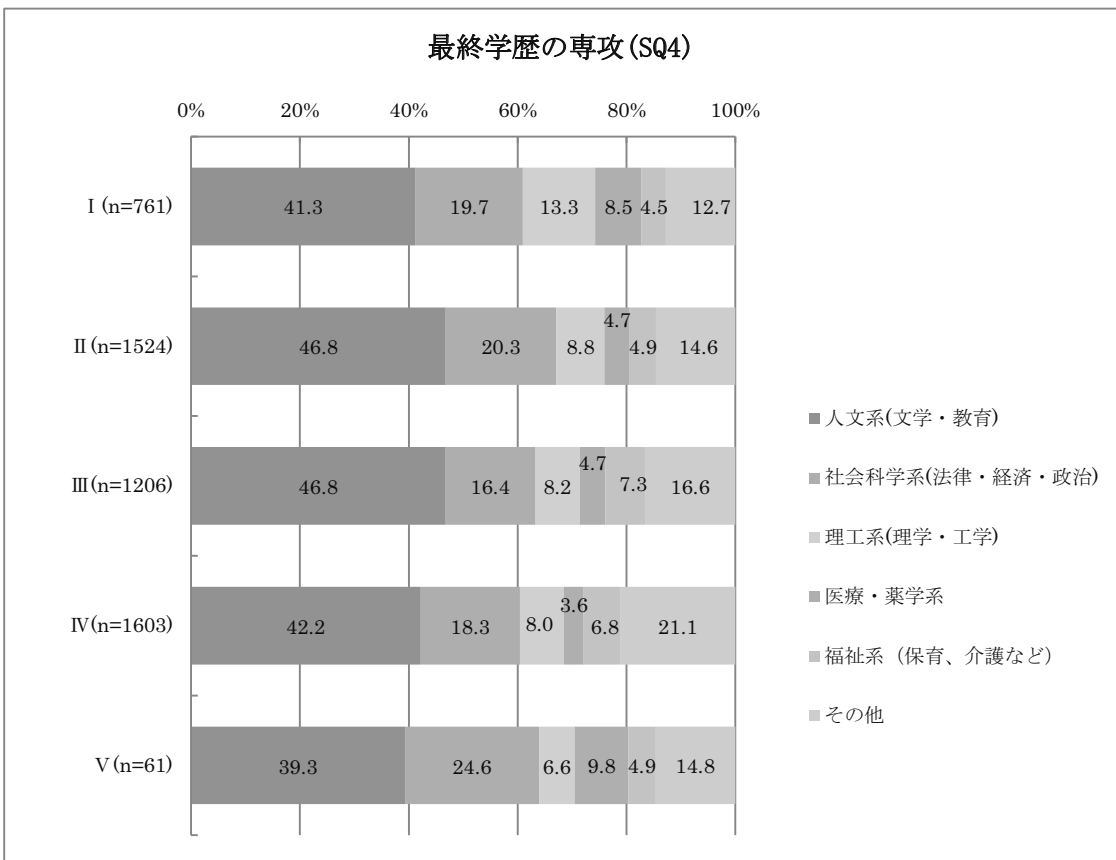 最終学歴の専攻(SQ4)
0% 20% 40% 60% 80% 100%
Ⅰ(n=761) 41.3 19.7 13.3 8.5 4.5 12.7
Ⅱ(n=1524) 46.8 20.3 8.8 4.7 4.9 14.6
Ⅲ(n=1206) 46.8 16.4 8.2 4.7 7.3 16.6
Ⅳ(n=1603) 42.2 18.3 8.0 3.6 6.8 21.1
Ⅴ(n=61) 39.3 24.6 6.6 9.8 4.9 14.8
人文系(文学・教育)
社会科学系(法律・経済・政治)
理工系(理学・工学)
医療・薬学系
福祉系（保育、介護など）
その他